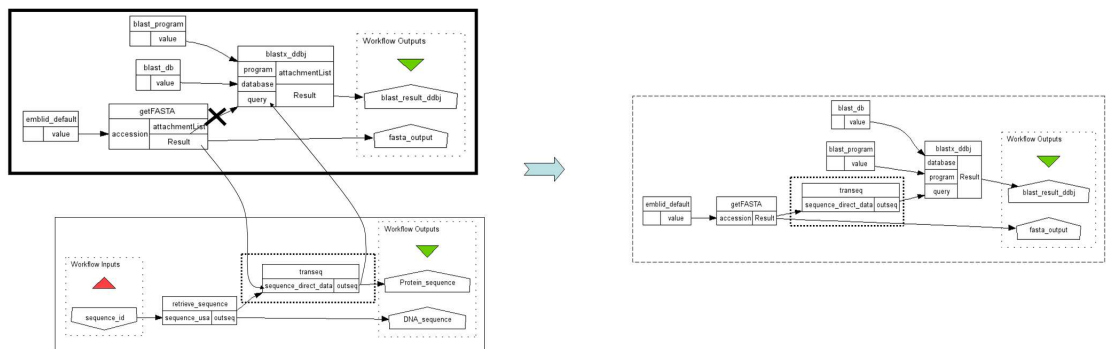 blast_program
value
Workflow Outputs
blastx_ddbj
program
attachmentList
database
query
Result
blast_db
value
blast_result_ddbj
getFASTA
emblid_default
value
accession
attachmentList
Result
fasta_output
Workflow Inputs
sequence_id
retrieve_sequence
sequence_usa
outseq
transeq
sequence_direct_data
outseq
Workflow Outputs
Protein_sequence
DNA_sequence
blast_db
value
blast_program
value
blastx_ddbj
database
program
query
Result
Workflow Outputs
blast_result_ddbj
transeq
sequence_direct_data
outseq
emblid_default
value
getFASTA
accession
Result
fasta_output